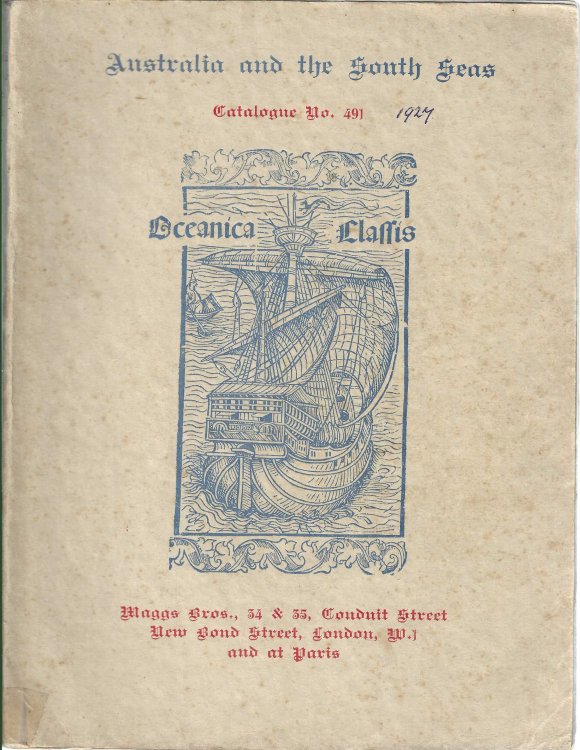 Australia and the South Seas
Catalogue No. 491 1927
Oceanica Classis
Maggs Bros., 34 & 35, Conduit Street
New Bond Street, London, W.1
and at Paris